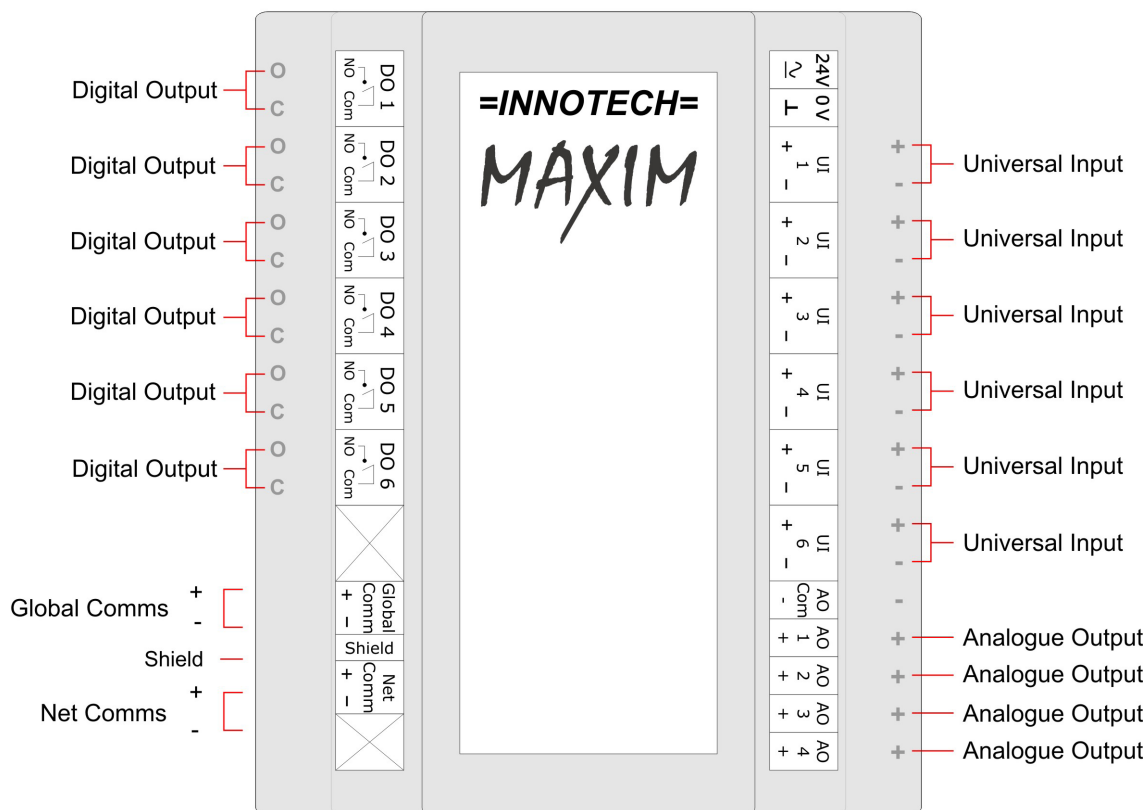 =INNOTECH=
MAXIM
Digital Output
O
C
NO Com
DO 1
Digital Output
O
C
NO Com
DO 2
Digital Output
O
C
NO Com
DO 3
Digital Output
O
C
NO Com
DO 4
Digital Output
O
C
NO Com
DO 5
Digital Output
O
C
NO Com
DO 6
Global Comms
+
-
Global
Comm
+ −
Shield
Shield
Net Comms
+
-
Net
Comm
+ −
24V 0V
UI
1
+ −
+
-
Universal Input
UI
2
+ −
+
-
Universal Input
UI
3
+ −
+
-
Universal Input
UI
4
+ −
+
-
Universal Input
UI
5
+ −
+
-
Universal Input
UI
6
+ −
+
-
Universal Input
AO
Com
-
-
AO
1
+
+
Analogue Output
AO
2
+
+
Analogue Output
AO
3
+
+
Analogue Output
AO
4
+
+
Analogue Output